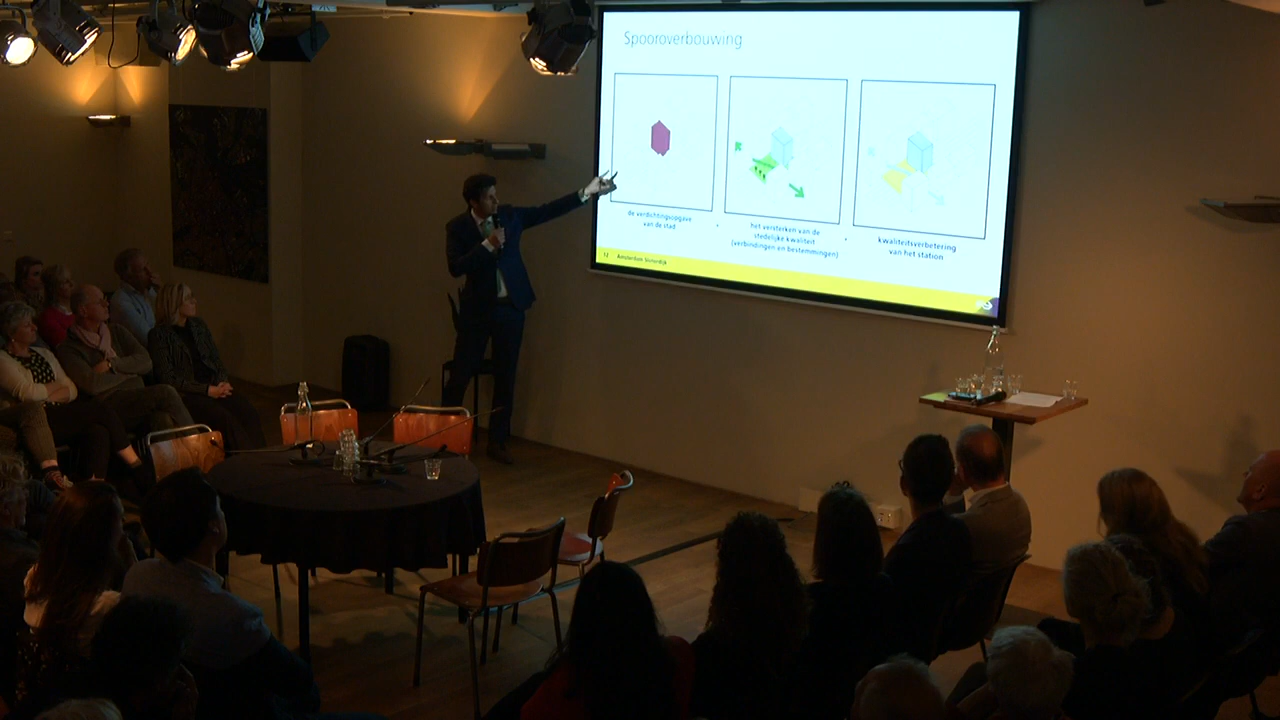 Spooroverbouwing
de verdichtingsopgave
van de stad
het versterken van de
stedelijke kwaliteit
(verbindingen en bestemmingen)
kwaliteitsverbetering
van het station
12 Amsterdam Sloterdijk